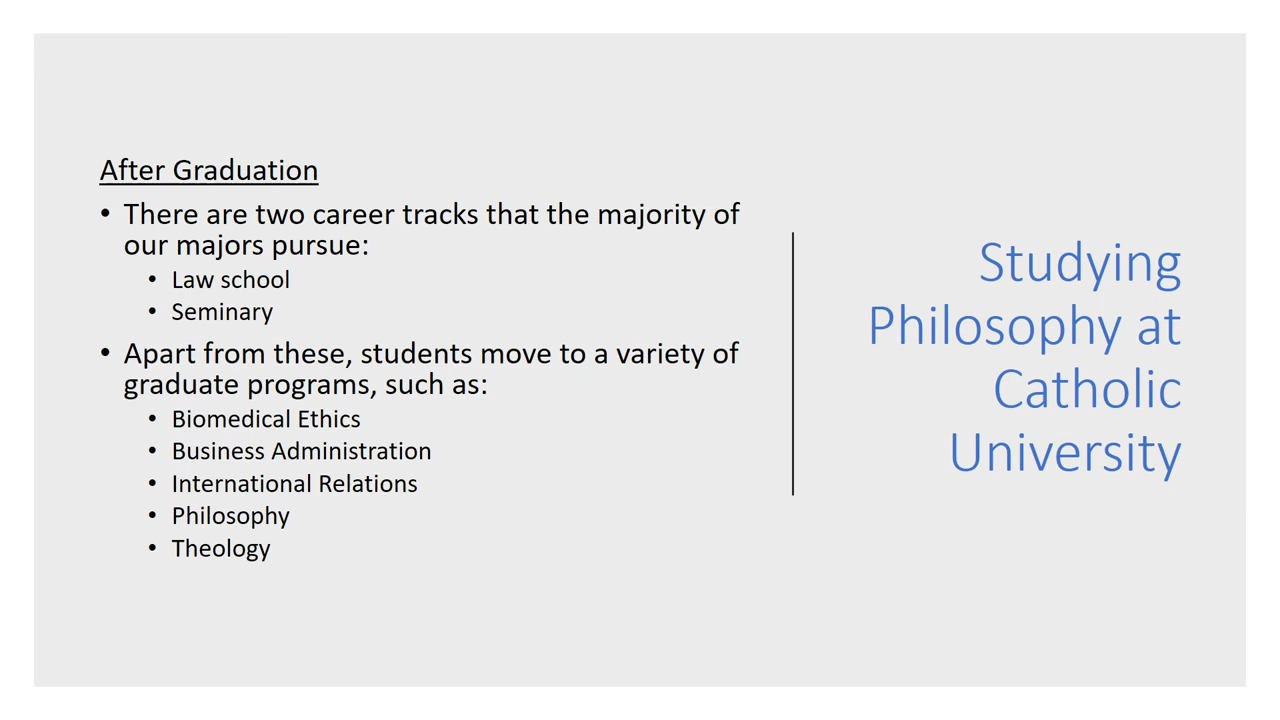 After Graduation
• There are two career tracks that the majority of
our majors pursue:
• Law school
• Seminary
• Apart from these, students move to a variety of
graduate programs, such as:
• Biomedical Ethics
• Business Administration
• International Relations
• Philosophy
• Theology
Studying
Philosophy at
Catholic
University